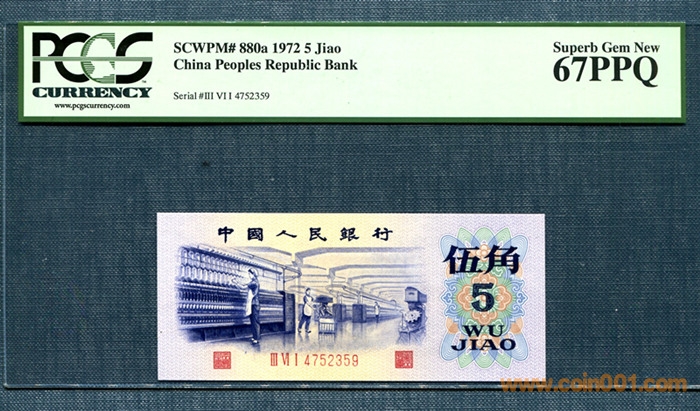 PCGS
CURRENCY
www.pcgscurrency.com
SCWPM# 880a 1972 5 Jiao
China Peoples Republic Bank
Serial #III VI I 4752359
Superb Gem New
67PPQ
中國人民銀行
伍角
5
WU
JIAO
III VI I 4752359
www.coin001.com